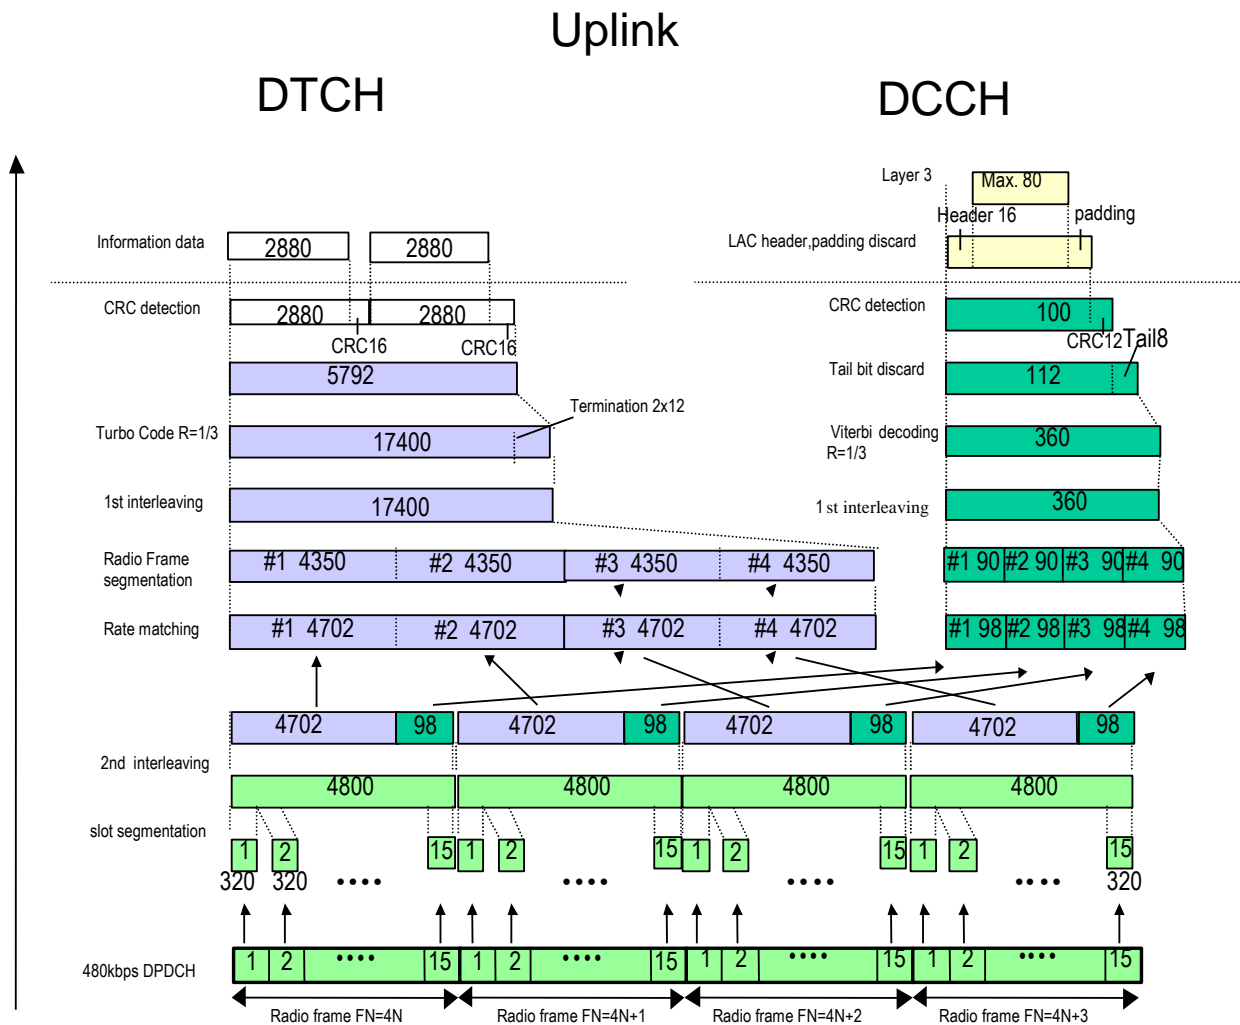 Uplink
DTCH
DCCH
Layer 3
Max. 80
Header 16
padding
Information data
2880
2880
LAC header,padding discard
CRC detection
2880
2880
CRC16
CRC16
CRC detection
100
CRC12
Tail8
5792
Tail bit discard
112
Termination 2x12
Turbo Code R=1/3
17400
Viterbi decoding
R=1/3
360
1st interleaving
17400
1 st interleaving
360
Radio Frame
segmentation
#1 4350
#2 4350
#3 4350
#4 4350
#1 90
#2 90
#3 90
#4 90
Rate matching
#1 4702
#2 4702
#3 4702
#4 4702
#1 98
#2 98
#3 98
#4 98
4702
98
4702
98
4702
98
4702
98
2nd interleaving
4800
4800
4800
4800
slot segmentation
1
2
15
1
2
15
1
2
15
1
2
15
320
320
••••
••••
••••
••••
320
480kbps DPDCH
1
2
••••
15
1
2
••••
15
1
2
••••
15
1
2
••••
15
Radio frame FN=4N
Radio frame FN=4N+1
Radio frame FN=4N+2
Radio frame FN=4N+3